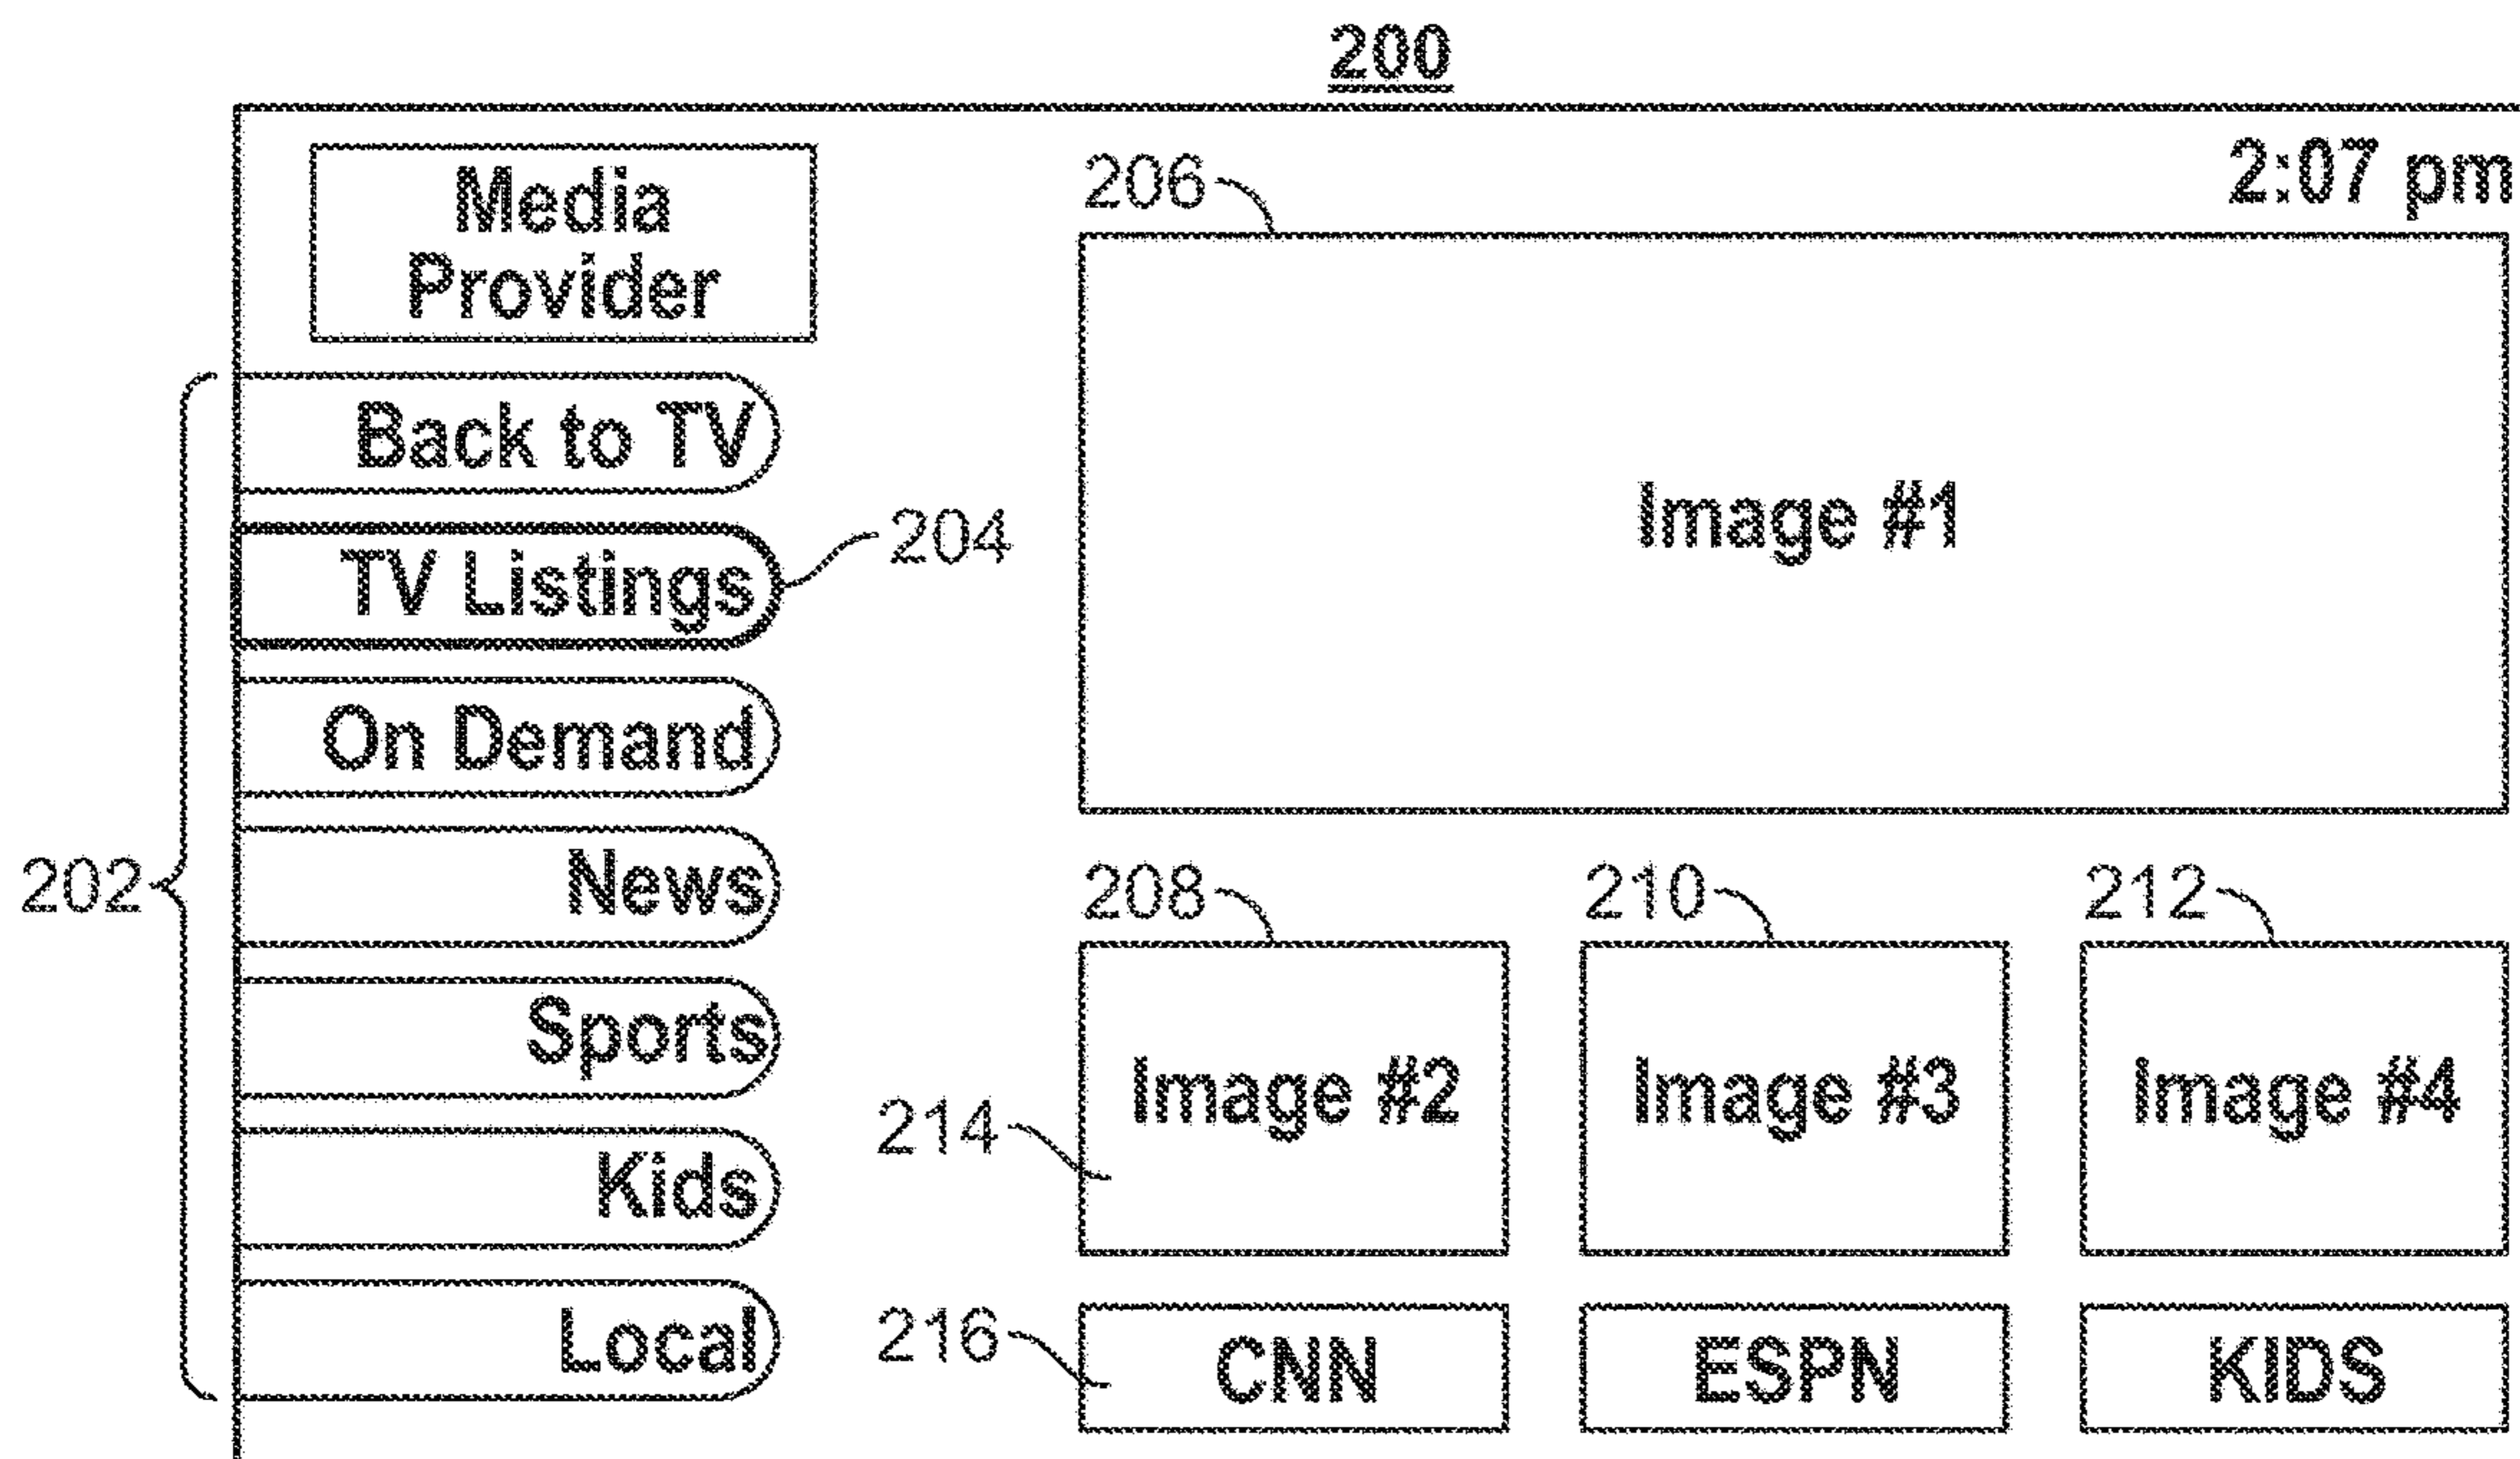 200
2:07 pm
Media
Provider
206
Image #1
Back to TV
TV Listings
204
On Demand
202
News
Sports
Kids
Local
208
210
212
Image #2
Image #3
Image #4
214
216
CNN
ESPN
KIDS